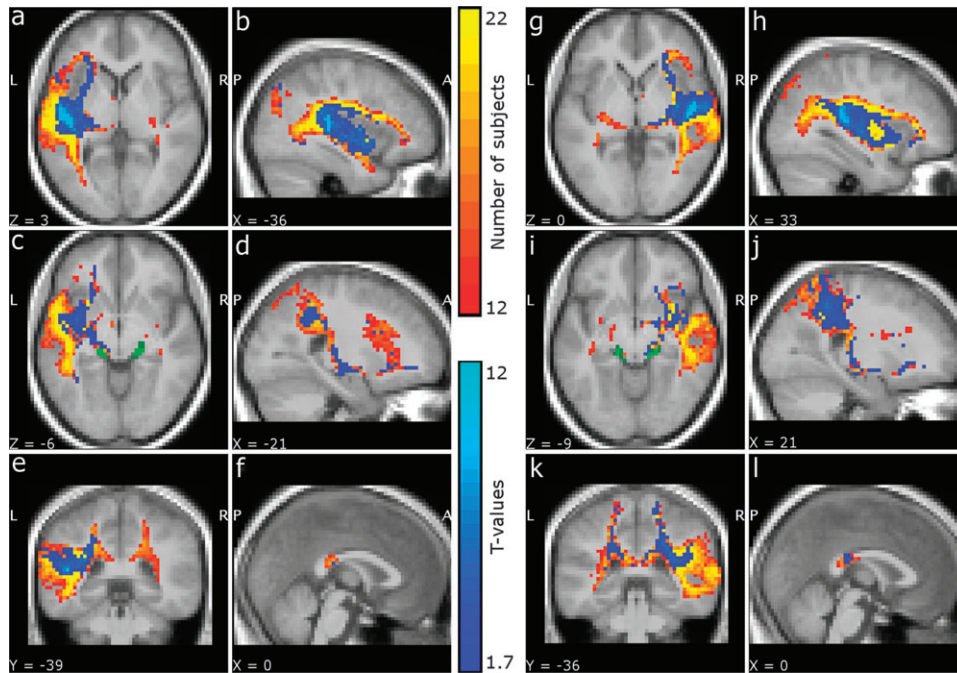 a
L
R
Z = 3
b
P
A
X = -36
c
L
R
Z = -6
d
P
A
X = -21
e
L
R
Y = -39
f
P
A
X = 0
22
Number of subjects
12
12
T-values
1.7
g
L
R
Z = 0
h
P
A
X = 33
i
L
R
Z = -9
j
P
A
X = 21
k
L
R
Y = -36
l
P
A
X = 0